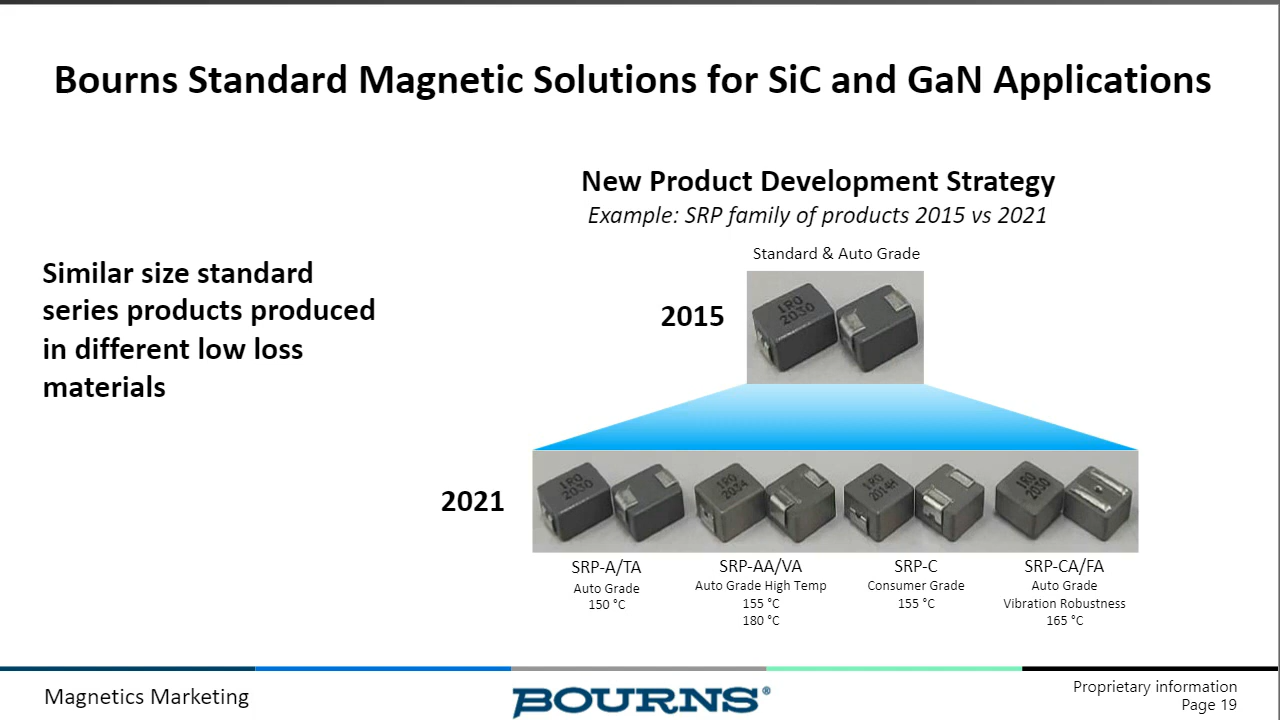 Bourns Standard Magnetic Solutions for SiC and GaN Applications
New Product Development Strategy
Example: SRP family of products 2015 vs 2021
Similar size standard
series products produced
in different low loss
materials
Standard & Auto Grade
2015
1R0
2030
2021
1R0
2030
1R0
2034
1R0
2014H
1R0
2030
SRP-A/TA
Auto Grade
150 °C
SRP-AA/VA
Auto Grade High Temp
155 °C
180 °C
SRP-C
Consumer Grade
155 °C
SRP-CA/FA
Auto Grade
Vibration Robustness
165 °C
Magnetics Marketing
BOURNS®
Proprietary information
Page 19